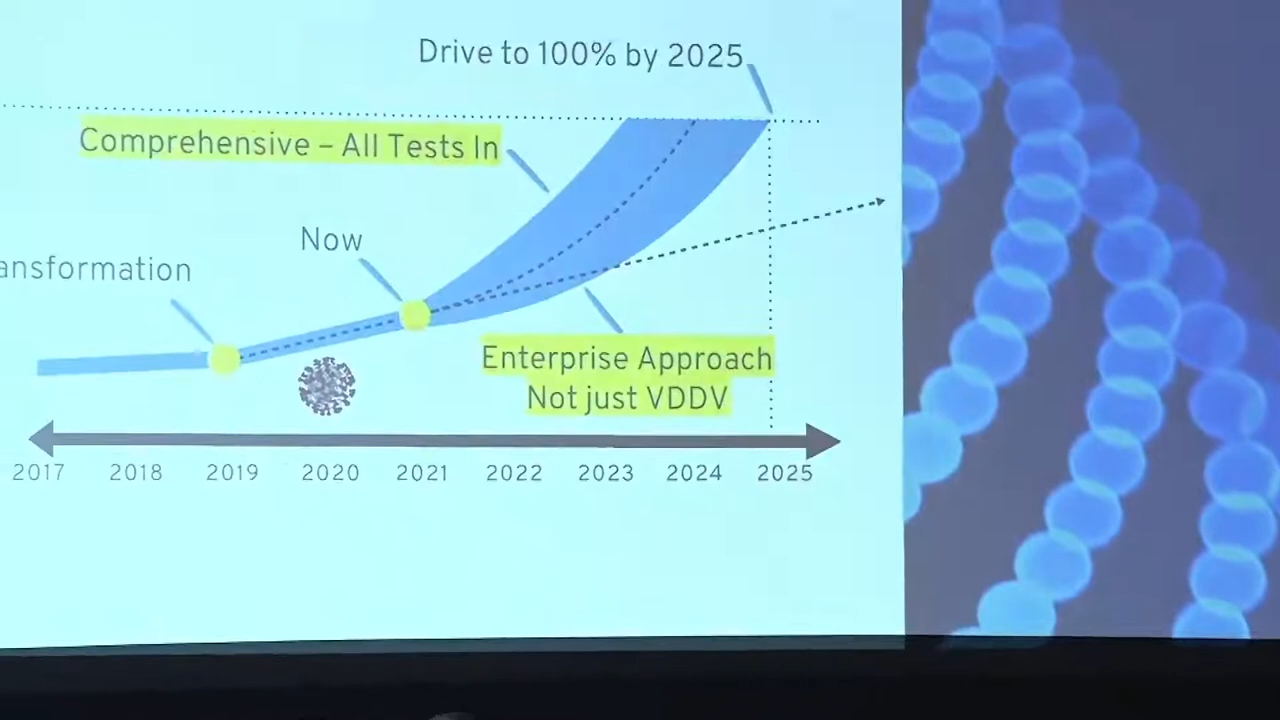 Drive to 100% by 2025
Comprehensive – All Tests In
Now
ansformation
Enterprise Approach
Not just VDDV
2017 2018 2019 2020 2021 2022 2023 2024 2025